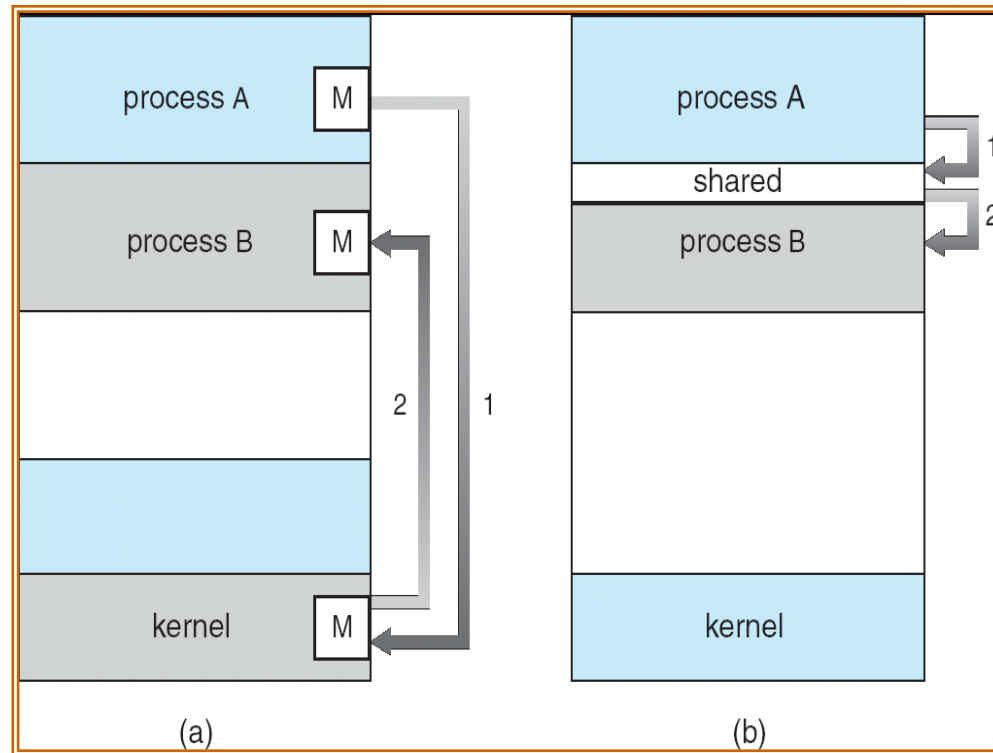 process A
M
process B
M
2
1
kernel
M
(a)
process A
1
shared
2
process B
kernel
(b)